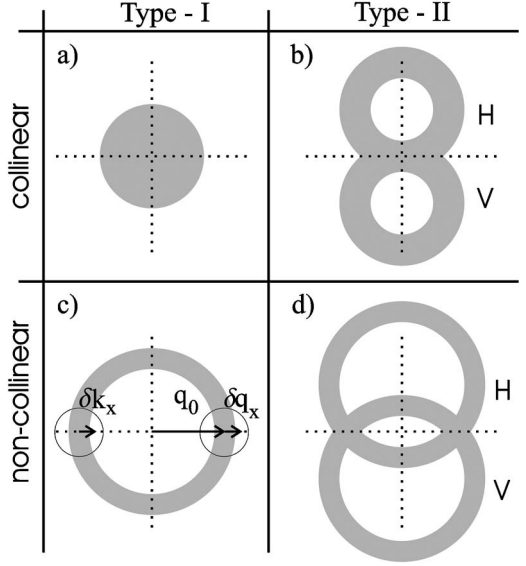 Type - I
Type - II
collinear
a)
b)
H
V
non-collinear
c)
δkₓ
q₀
δqₓ
d)
H
V